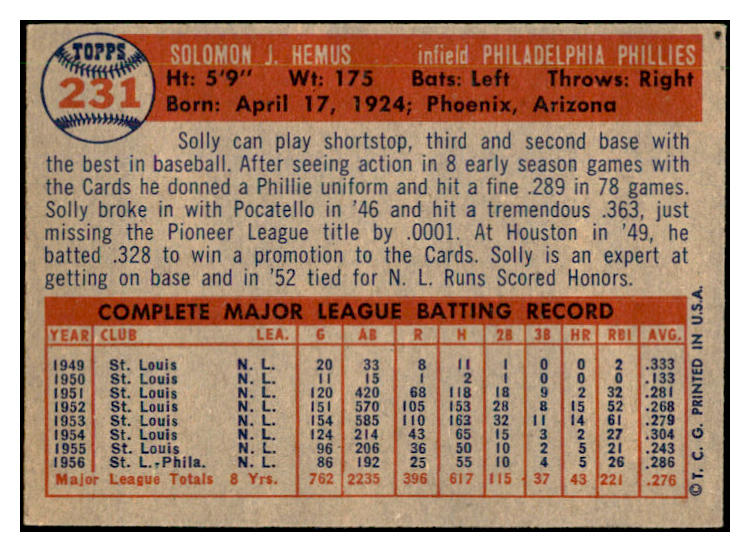 TOPPS
231
SOLOMON J. HEMUS infield PHILADELPHIA PHILLIES
Ht: 5'9" Wt: 175 Bats: Left Throws: Right
Born: April 17, 1924; Phoenix, Arizona
Solly can play shortstop, third and second base with
the best in baseball. After seeing action in 8 early season games with
the Cards he donned a Phillie uniform and hit a fine .289 in 78 games.
Solly broke in with Pocatello in '46 and hit a tremendous .363, just
missing the Pioneer League title by .0001. At Houston in '49, he
batted .328 to win a promotion to the Cards. Solly is an expert at
getting on base and in '52 tied for N. L. Runs Scored Honors.
COMPLETE MAJOR LEAGUE BATTING RECORD
YEAR CLUB LEA. G AB R H 2B 3B HR RBI AVG.
1949 St. Louis N. L. 20 33 8 11 1 0 0 2 .333
1950 St. Louis N. L. 11 15 1 2 1 0 0 0 .133
1951 St. Louis N. L. 120 420 68 118 18 9 2 32 .281
1952 St. Louis N. L. 151 570 105 153 28 8 15 52 .268
1953 St. Louis N. L. 154 585 110 163 32 11 14 61 .279
1954 St. Louis N. L. 124 214 43 65 15 3 2 27 .304
1955 St. Louis N. L. 96 206 36 50 10 2 5 21 .243
1956 St. L.-Phila. N. L. 86 192 25 55 10 4 5 26 .286
Major League Totals 8 Yrs. 762 2235 396 617 115 37 43 221 .276
© T. C. G. PRINTED IN U.S.A.